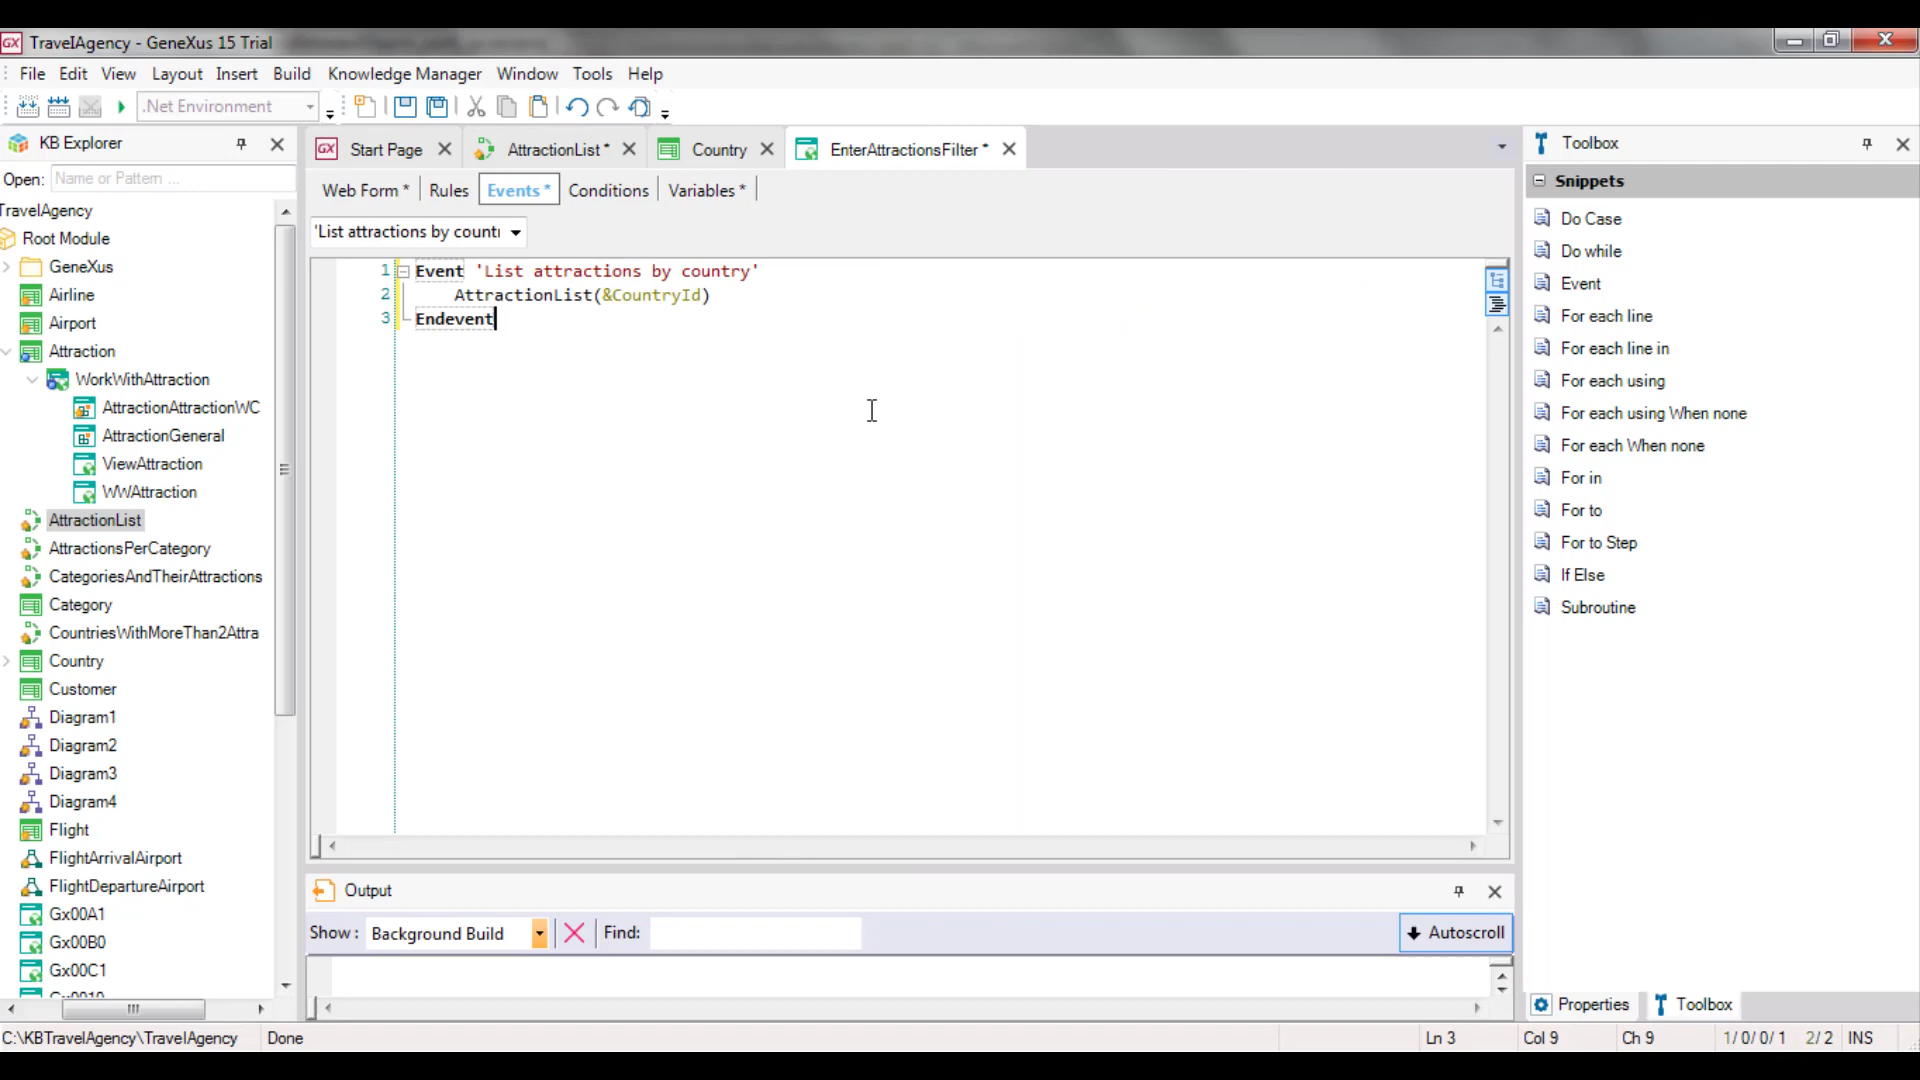 TravelAgency - GeneXus 15 Trial
File Edit View Layout Insert Build Knowledge Manager Window Tools Help
.Net Environment
KB Explorer
Open: Name or Pattern ...
TravelAgency
Root Module
GeneXus
Airline
Airport
Attraction
WorkWithAttraction
AttractionAttractionWC
AttractionGeneral
ViewAttraction
WWAttraction
AttractionList
AttractionsPerCategory
CategoriesAndTheirAttractions
Category
CountriesWithMoreThan2Attra
Country
Customer
Diagram1
Diagram2
Diagram3
Diagram4
Flight
FlightArrivalAirport
FlightDepartureAirport
Gx00A1
Gx00B0
Gx00C1
Start Page AttractionList * Country EnterAttractionsFilter *
Web Form * Rules Events * Conditions Variables *
'List attractions by countr
1 Event 'List attractions by country'
2 AttractionList(&CountryId)
3 Endevent
Output
Show : Background Build Find: Autoscroll
Toolbox
Snippets
Do Case
Do while
Event
For each line
For each line in
For each using
For each using When none
For each When none
For in
For to
For to Step
If Else
Subroutine
Properties Toolbox
C:\KBTravelAgency\TravelAgency Done Ln 3 Col 9 Ch 9 1/0/0/1 2/2 INS